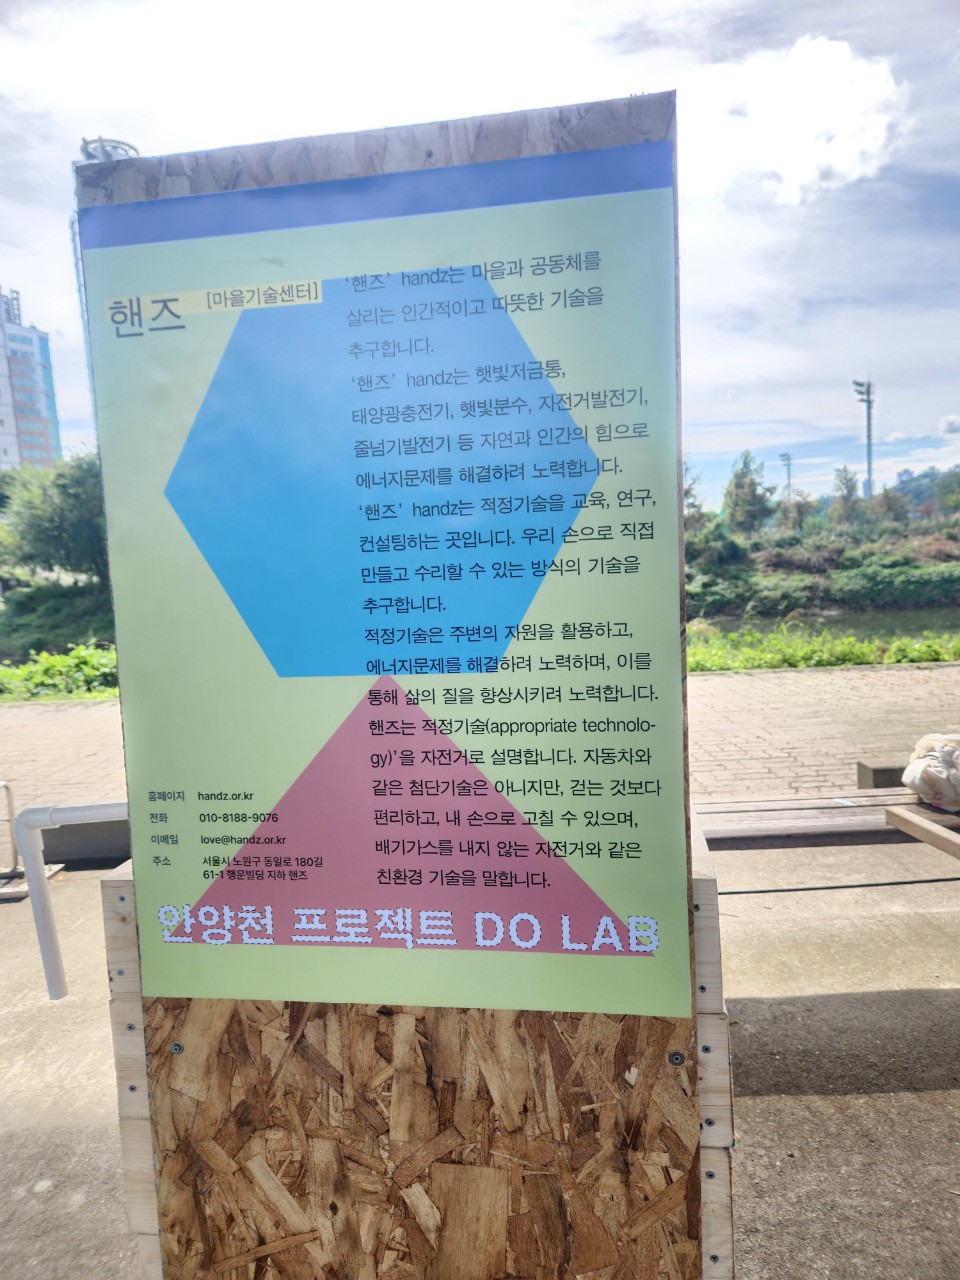 핸즈 [마을기술센터]
‘핸즈’ handz는 마을과 공동체를
살리는 인간적이고 따뜻한 기술을
추구합니다.
‘핸즈’ handz는 햇빛저금통,
태양광충전기, 햇빛분수, 자전거발전기,
줄넘기발전기 등 자연과 인간의 힘으로
에너지문제를 해결하려 노력합니다.
‘핸즈’ handz는 적정기술을 교육, 연구,
컨설팅하는 곳입니다. 우리 손으로 직접
만들고 수리할 수 있는 방식의 기술을
추구합니다.
적정기술은 주변의 자원을 활용하고,
에너지문제를 해결하려 노력하며, 이를
통해 삶의 질을 향상시키려 노력합니다.
핸즈는 적정기술(appropriate technolo-
gy)’을 자전거로 설명합니다. 자동차와
같은 첨단기술은 아니지만, 걷는 것보다
편리하고, 내 손으로 고칠 수 있으며,
배기가스를 내지 않는 자전거와 같은
친환경 기술을 말합니다.
홈페이지 handz.or.kr
전화 010-8188-9076
이메일 love@handz.or.kr
주소 서울시 노원구 동일로 180길
61-1 행운빌딩 지하 핸즈
안양천 프로젝트 DO LAB